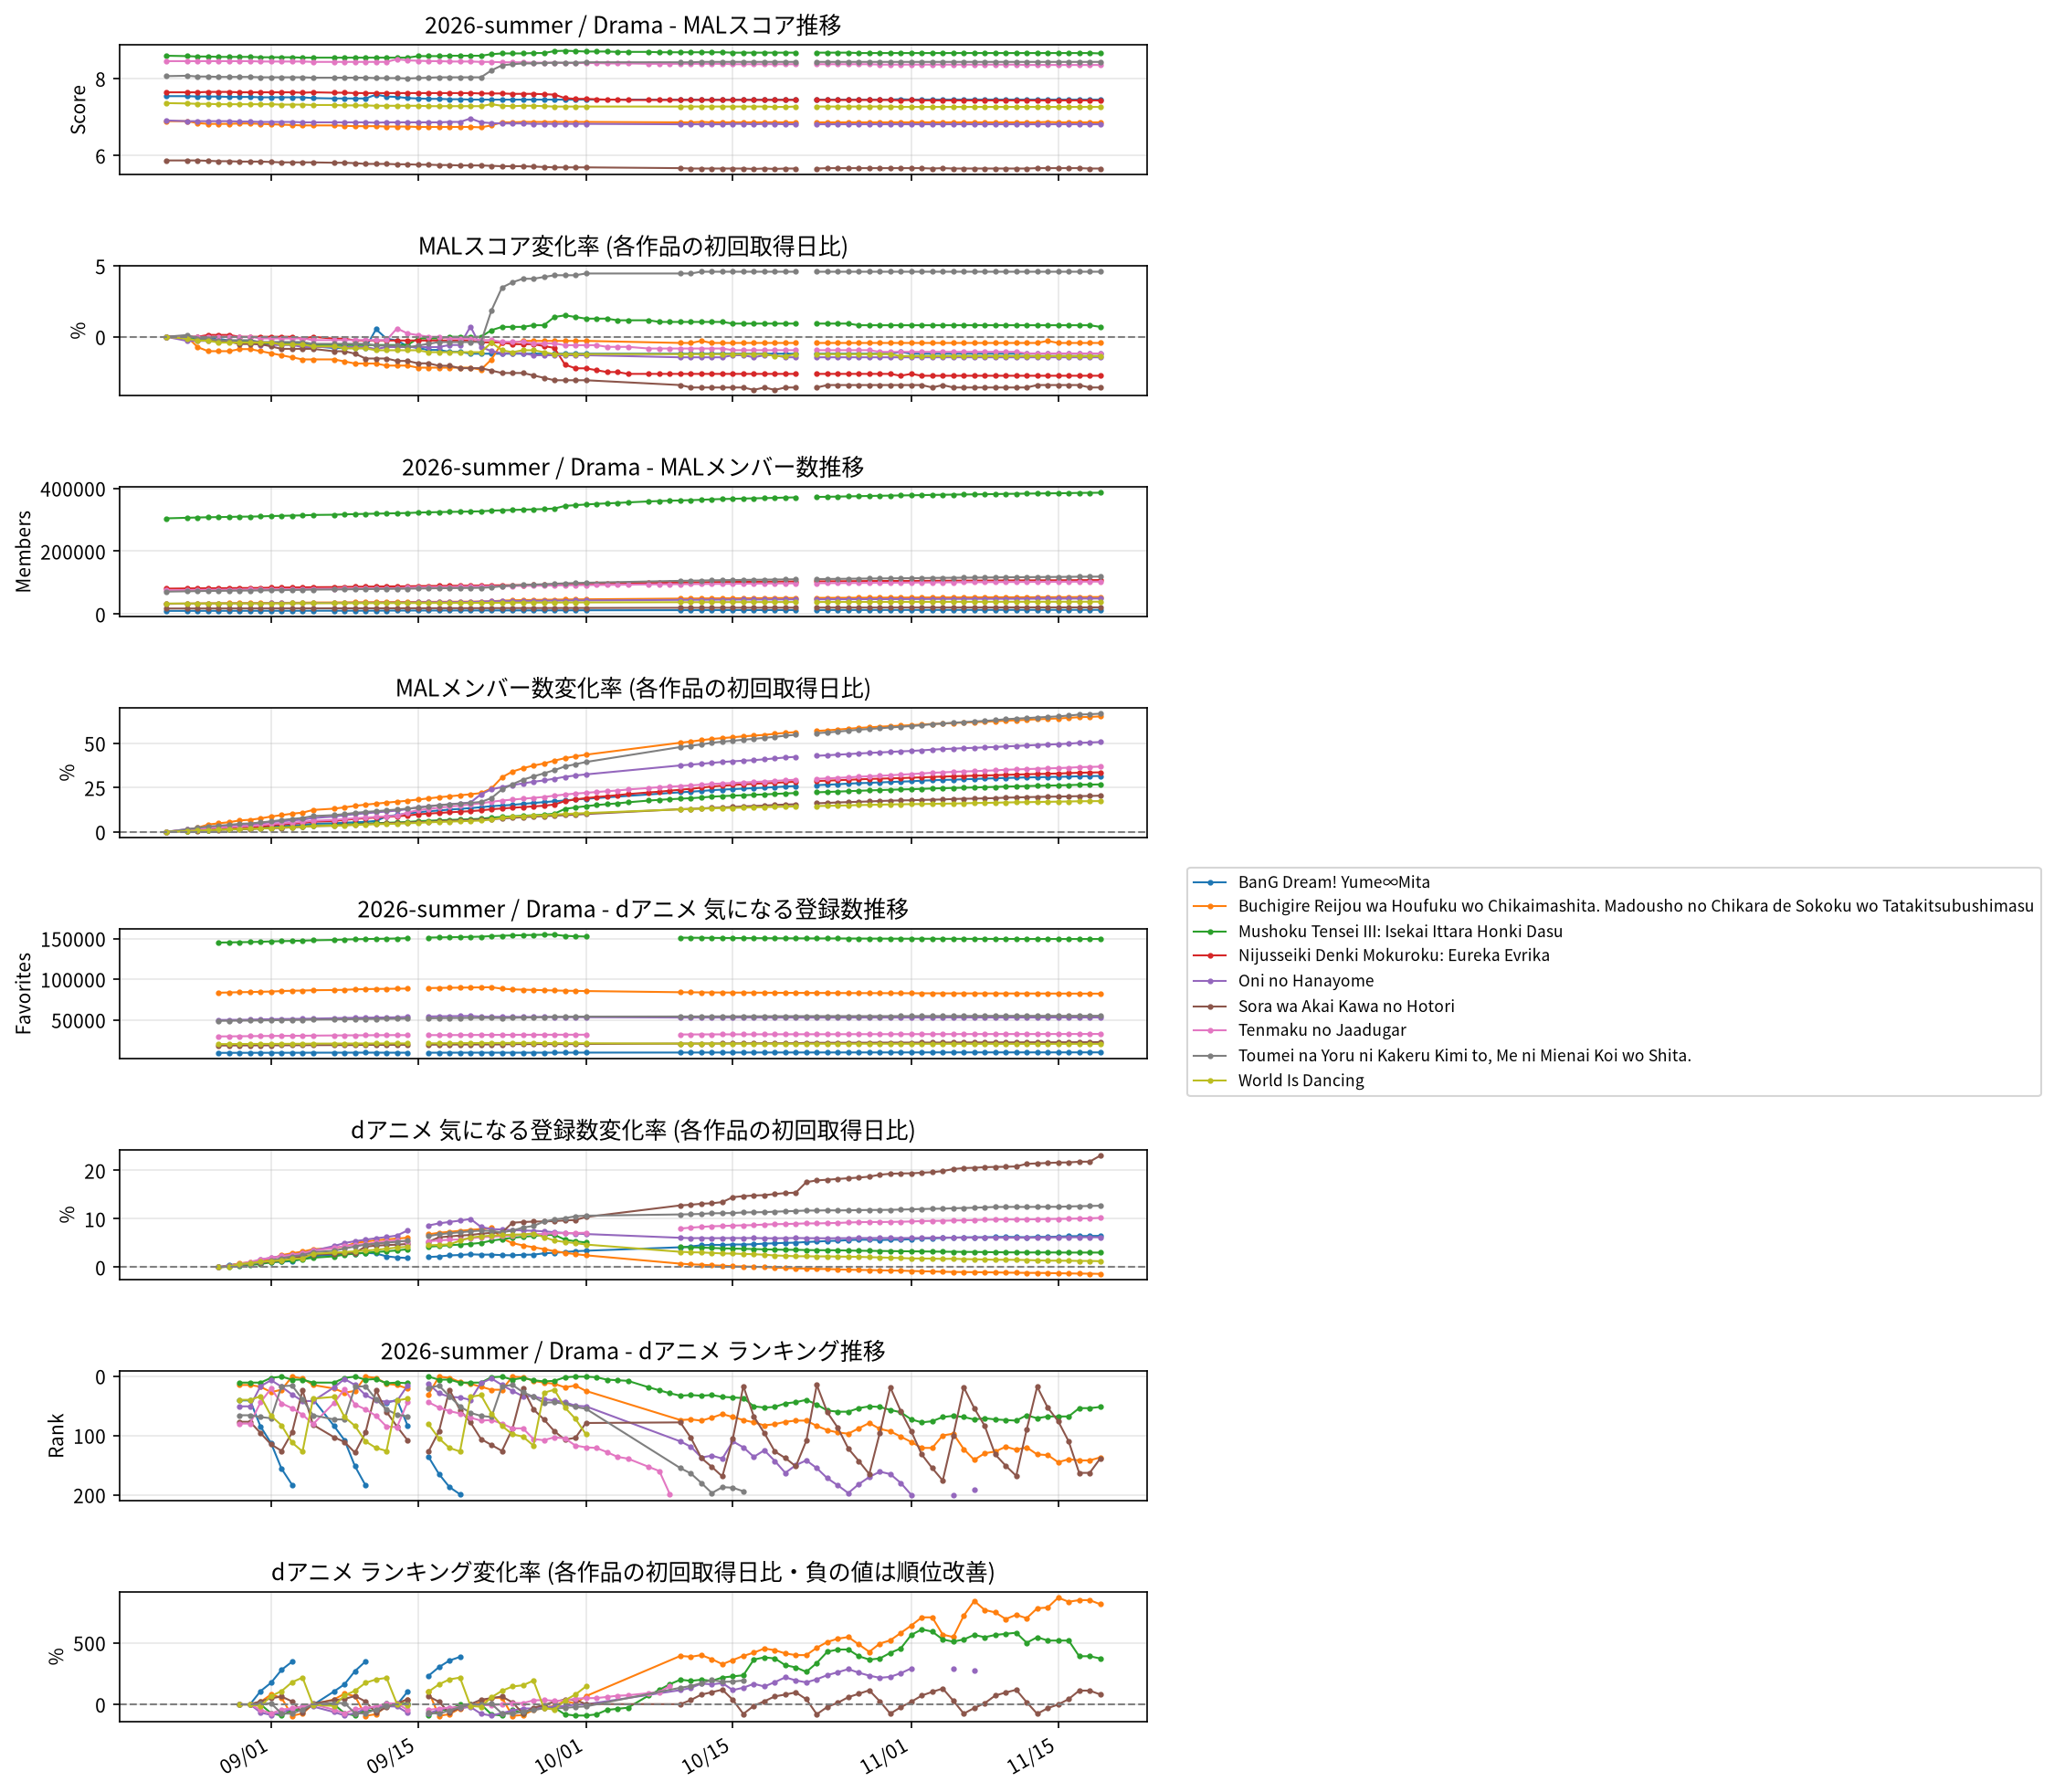 2026-summer / Drama - MALスコア推移
8
6
Score
MALスコア変化率 (各作品の初回取得日比)
5
0
%
2026-summer / Drama - MALメンバー数推移
400000
200000
0
Members
MALメンバー数変化率 (各作品の初回取得日比)
50
25
0
%
BanG Dream! Yume∞Mita
Buchigire Reijou wa Houfuku wo Chikaimashita. Madousho no Chikara de Sokoku wo Tatakitsubushimasu
Mushoku Tensei III: Isekai Ittara Honki Dasu
Nijusseiki Denki Mokuroku: Eureka Evrika
Oni no Hanayome
Sora wa Akai Kawa no Hotori
Tenmaku no Jaadugar
Toumei na Yoru ni Kakeru Kimi to, Me ni Mienai Koi wo Shita.
World Is Dancing
2026-summer / Drama - dアニメ 気になる登録数推移
150000
100000
50000
Favorites
dアニメ 気になる登録数変化率 (各作品の初回取得日比)
20
10
0
%
2026-summer / Drama - dアニメ ランキング推移
0
100
200
Rank
dアニメ ランキング変化率 (各作品の初回取得日比・負の値は順位改善)
500
0
%
09/01
09/15
10/01
10/15
11/01
11/15